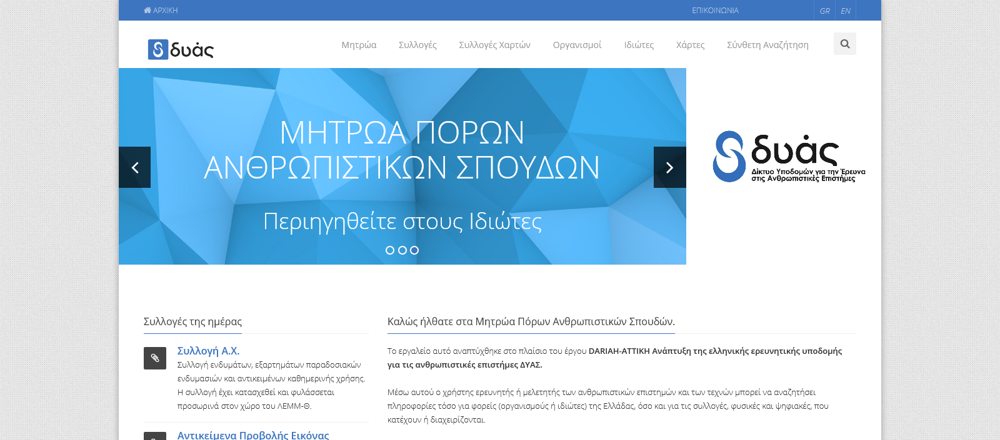 ΑΡΧΙΚΗ
ΕΠΙΚΟΙΝΩΝΙΑ
GR
EN
δυάς
Μητρώα
Συλλογές
Συλλογές Χαρτών
Οργανισμοί
Ιδιώτες
Χάρτες
Σύνθετη Αναζήτηση
ΜΗΤΡΩΑ ΠΟΡΩΝ
ΑΝΘΡΩΠΙΣΤΙΚΩΝ ΣΠΟΥΔΩΝ
Περιηγηθείτε στους Ιδιώτες
δυάς
Δίκτυο Υποδομών για την Έρευνα
στις Ανθρωπιστικές Επιστήμες
Συλλογές της ημέρας
Συλλογή Α.Χ.
Συλλογή ενδυμάτων, εξαρτημάτων παραδοσιακών
ενδυμασιών και αντικειμένων καθημερινής χρήσης.
Η συλλογή έχει κατασχεθεί και φυλάσσεται
προσωρινά στον χώρο του ΛΕΜΜ-Θ.
Αντικείμενα Προβολής Εικόνας
Καλώς ήλθατε στα Μητρώα Πόρων Ανθρωπιστικών Σπουδών.
Το εργαλείο αυτό αναπτύχθηκε στο πλαίσιο του έργου DARIAH-ATTIKH Ανάπτυξη της ελληνικής ερευνητικής υποδομής
για τις ανθρωπιστικές επιστήμες ΔΥΑΣ.
Μέσω αυτού ο χρήστης ερευνητής ή μελετητής των ανθρωπιστικών επιστημών και των τεχνών μπορεί να αναζητήσει
πληροφορίες τόσο για φορείς (οργανισμούς ή ιδιώτες) της Ελλάδας, όσο και για τις συλλογές, φυσικές και ψηφιακές, που
κατέχουν ή διαχειρίζονται.